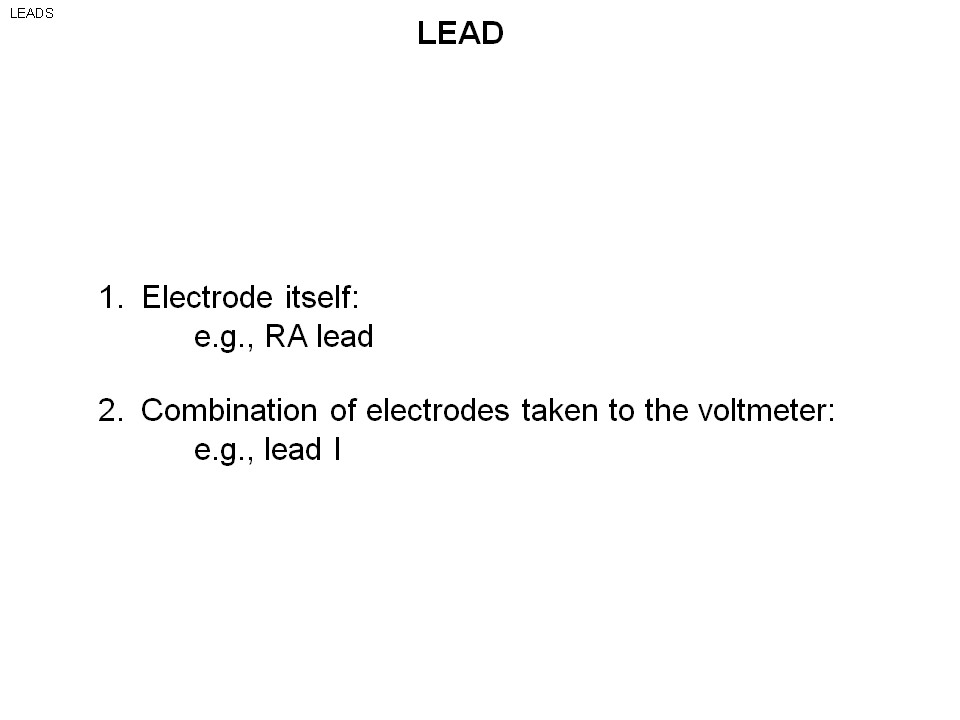 LEADS
LEAD
1. Electrode itself:
e.g., RA lead
2. Combination of electrodes taken to the voltmeter:
e.g., lead I